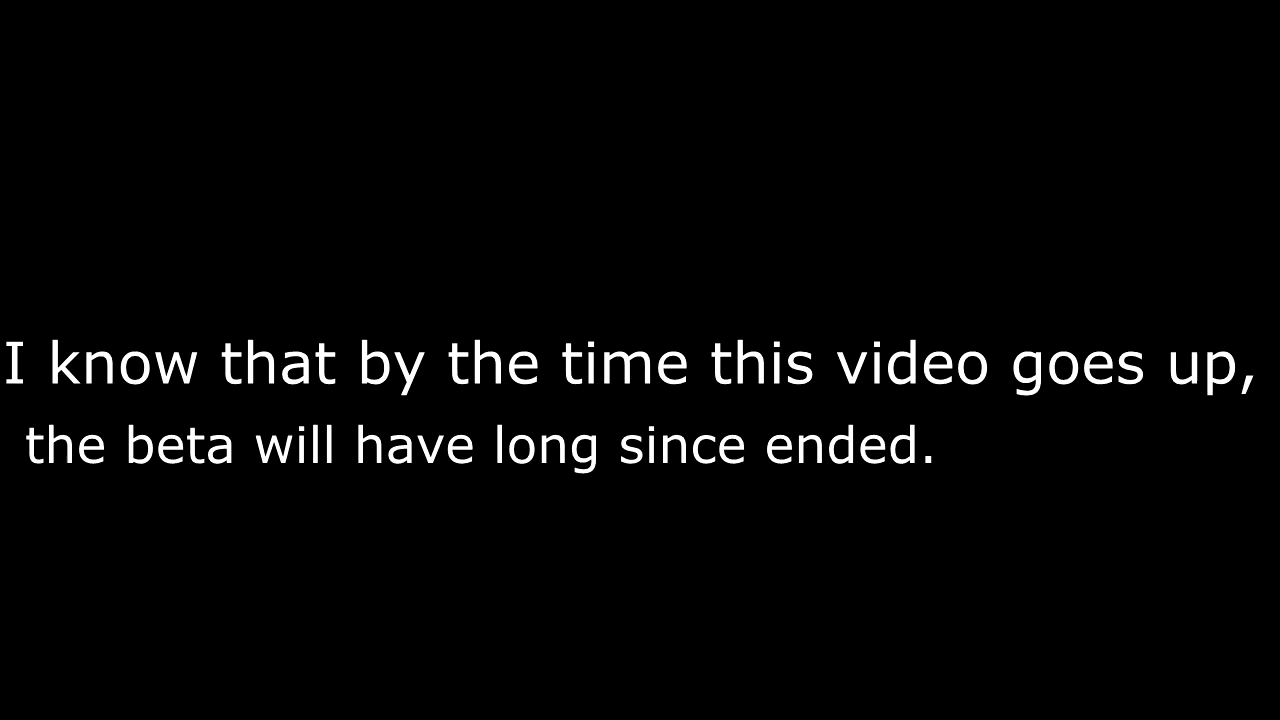 I know that by the time this video goes up,
the beta will have long since ended.